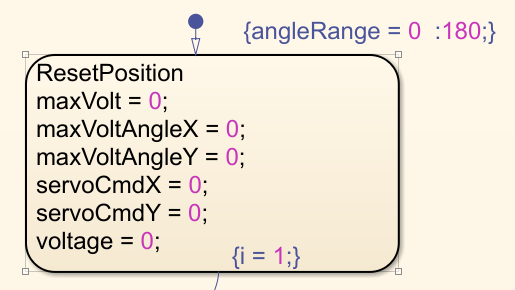 {angleRange = 0  :180;}
ResetPosition
maxVolt = 0;
maxVoltAngleX = 0;
maxVoltAngleY = 0;
servoCmdX = 0;
servoCmdY = 0;
voltage = 0;
{i = 1;}